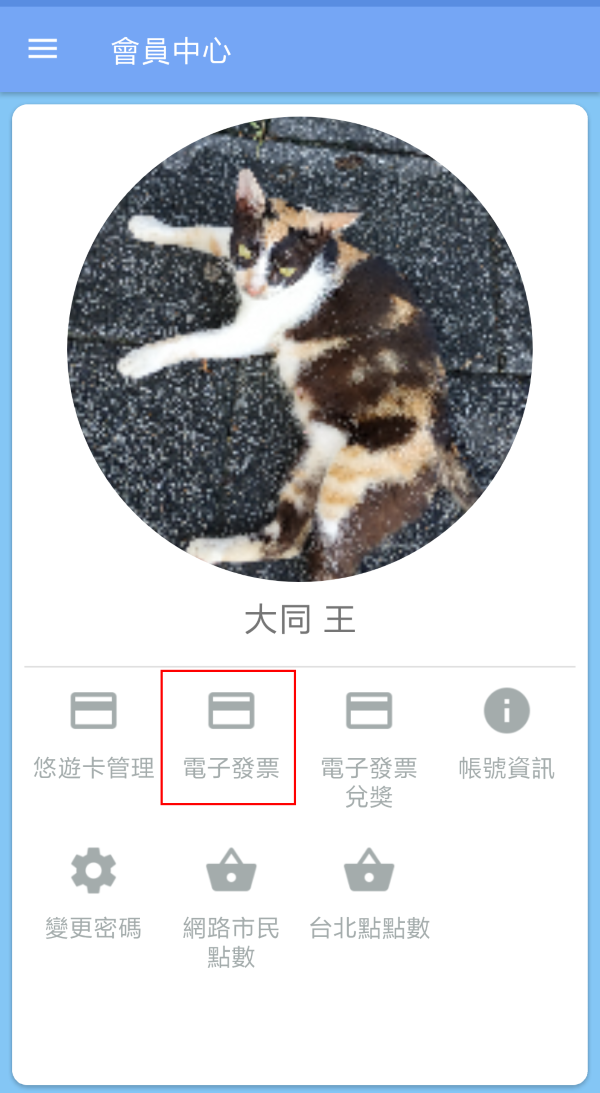 會員中心
大同 王
悠遊卡管理
電子發票
電子發票
兌獎
帳號資訊
變更密碼
網路市民
點數
台北點點數